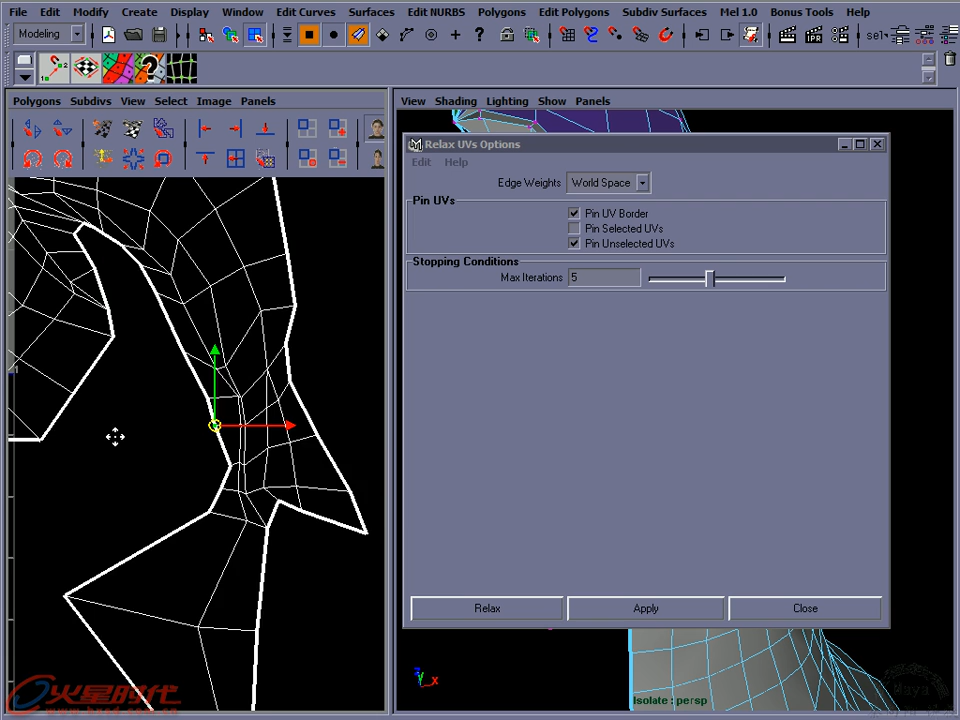 File Edit Modify Create Display Window Edit Curves Surfaces Edit NURBS Polygons Edit Polygons Subdiv Surfaces Mel 1.0 Bonus Tools Help
Modeling IPR sel
Polygons Subdivs View Select Image Panels
View Shading Lighting Show Panels
Relax UVs Options
Edit Help
Edge Weights World Space
Pin UVs
Pin UV Border
Pin Selected UVs
Pin Unselected UVs
Stopping Conditions
Max Iterations 5
Relax Apply Close
X
Isolate : persp
火星时代
Maya